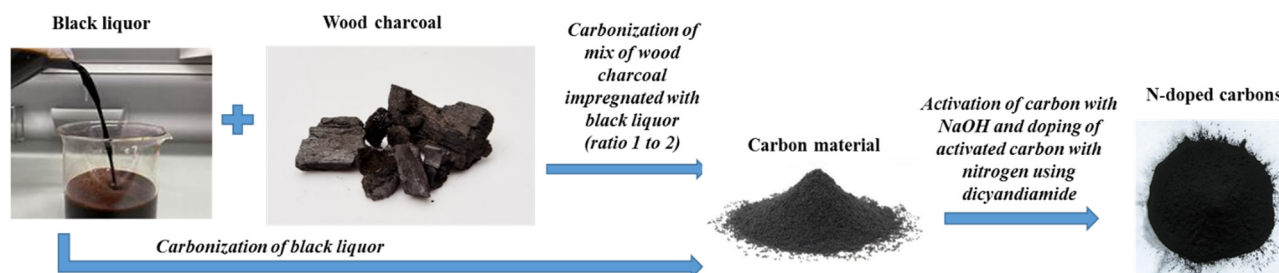 Black liquor
Wood charcoal
Carbonization of
mix of wood
charcoal
impregnated with
black liquor
(ratio 1 to 2)
Carbon material
Activation of carbon with
NaOH and doping of
activated carbon with
nitrogen using
dicyandiamide
N-doped carbons
Carbonization of black liquor